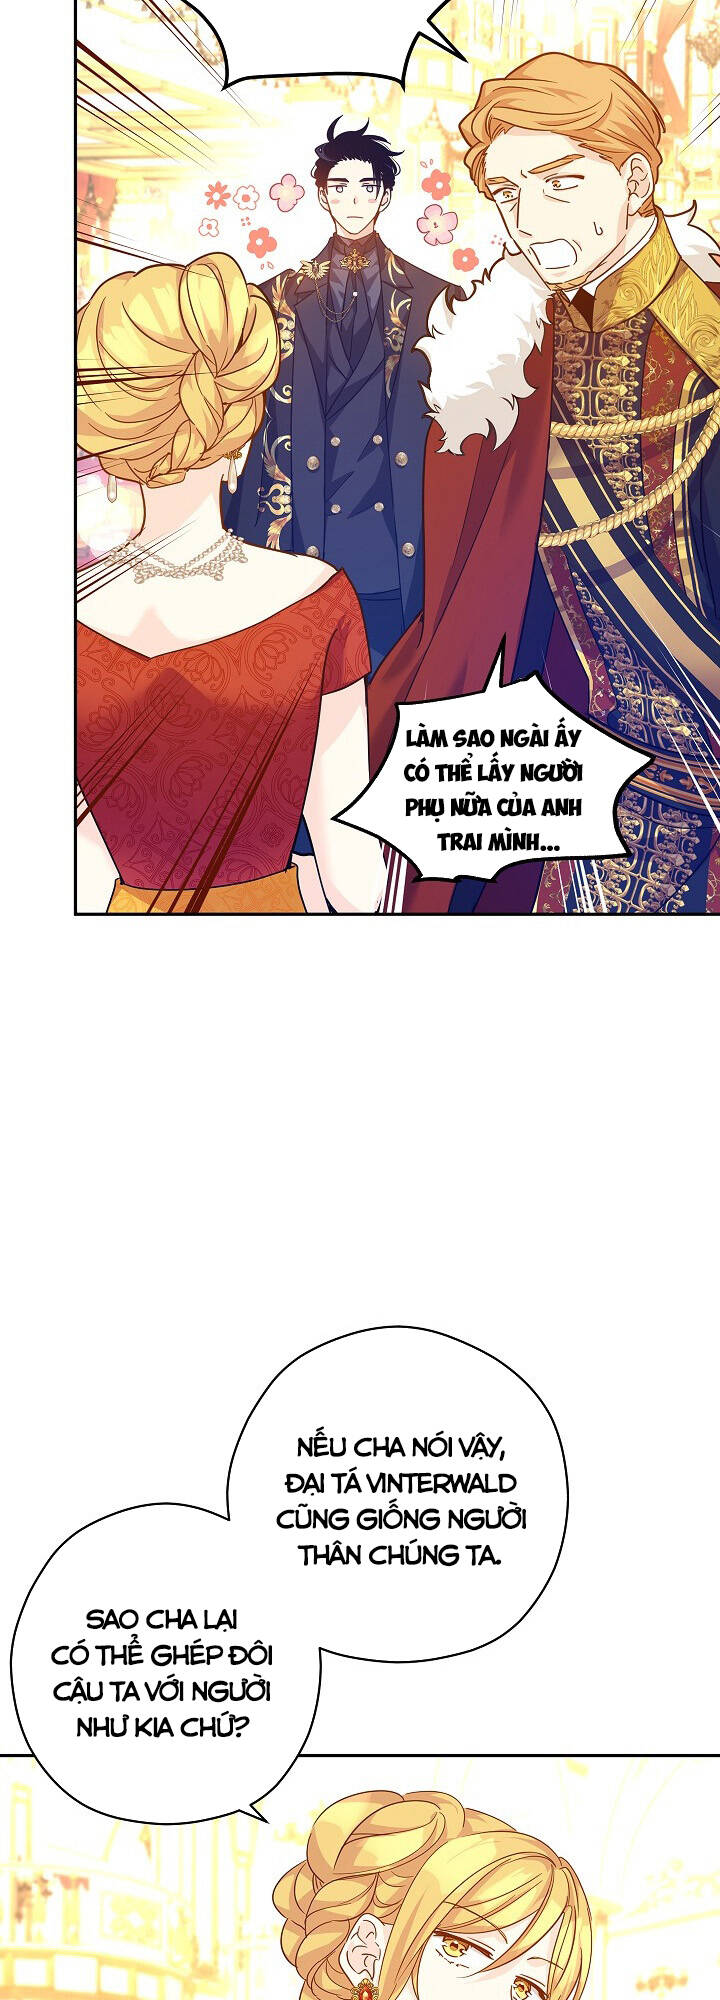 LÀM SAO NGÀI ẤY
CÓ THỂ LẤY NGƯỜI
PHỤ NỮA CỦA ANH
TRAI MÌNH...
NẾU CHA NÓI VẬY,
ĐẠI TÁ VINTERWALD
CŨNG GIỐNG NGƯỜI
THÂN CHÚNG TA.
SAO CHA LẠI
CÓ THỂ GHÉP ĐÔI
CẬU TA VỚI NGƯỜI
NHƯ KIA CHỨ?